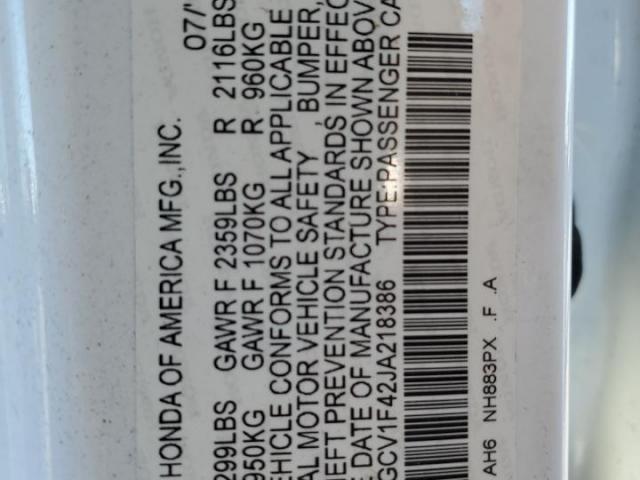 HONDA OF AMERICA MFG.,INC. 07/
299LBS GAWR F 2359LBS R 2116LBS
950KG GAWR F 1070KG R 960KG
EHICLE CONFORMS TO ALL APPLICABLE
AL MOTOR VEHICLE SAFETY , BUMPER,
HEFT PREVENTION STANDARDS IN EFFEC
E DATE OF MANUFACTURE SHOWN ABOV
GCV1F42JA218386 TYPE:PASSENGER CA
AH6 NH883PX .F .A